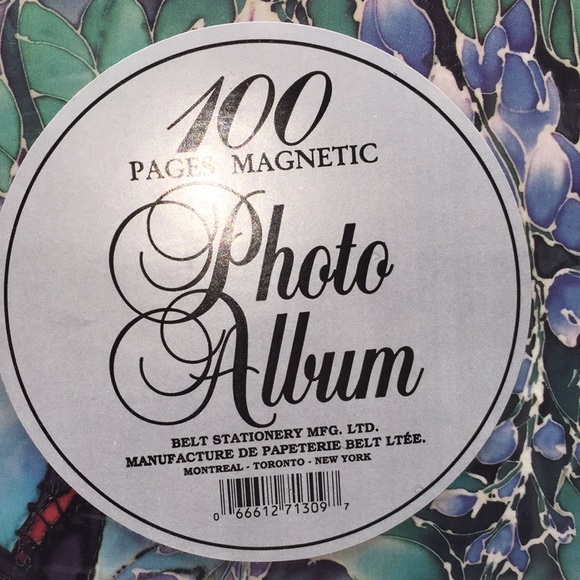 100
PAGES MAGNETIC
Photo
Album
BELT STATIONERY MFG. LTD.
MANUFACTURE DE PAPETERIE BELT LTÉE.
MONTREAL - TORONTO - NEW YORK
0 66612 71309 7